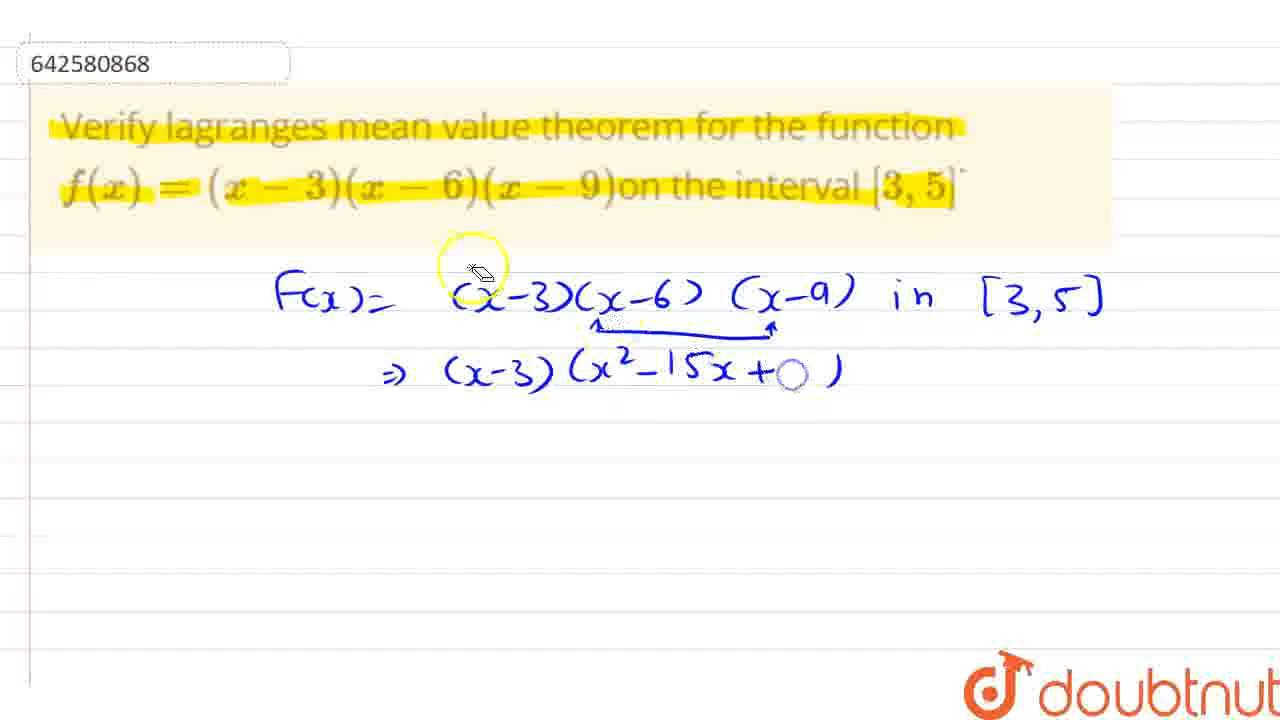 642580868
Verify lagranges mean value theorem for the function
f(x) = (x − 3)(x − 6)(x − 9)on the interval [3, 5]
F(x)= (x-3)(x-6) (x-9) in [3,5]
⇒ (x-3) (x²-15x+ )
doubtnut